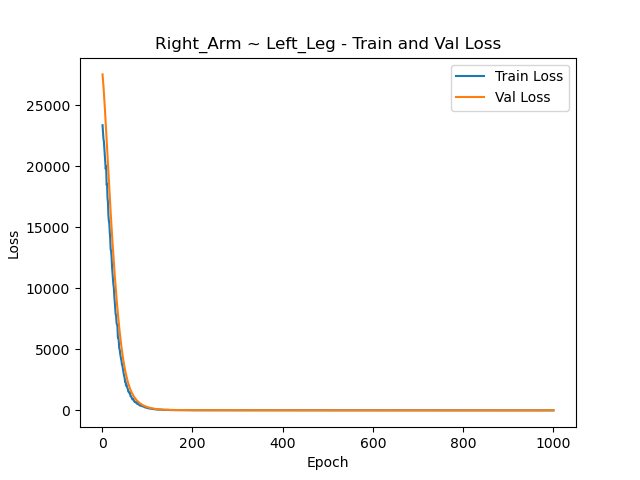 Right_Arm ~ Left_Leg - Train and Val Loss
Train Loss
Val Loss
Loss
25000
20000
15000
10000
5000
0
0 200 400 600 800 1000
Epoch